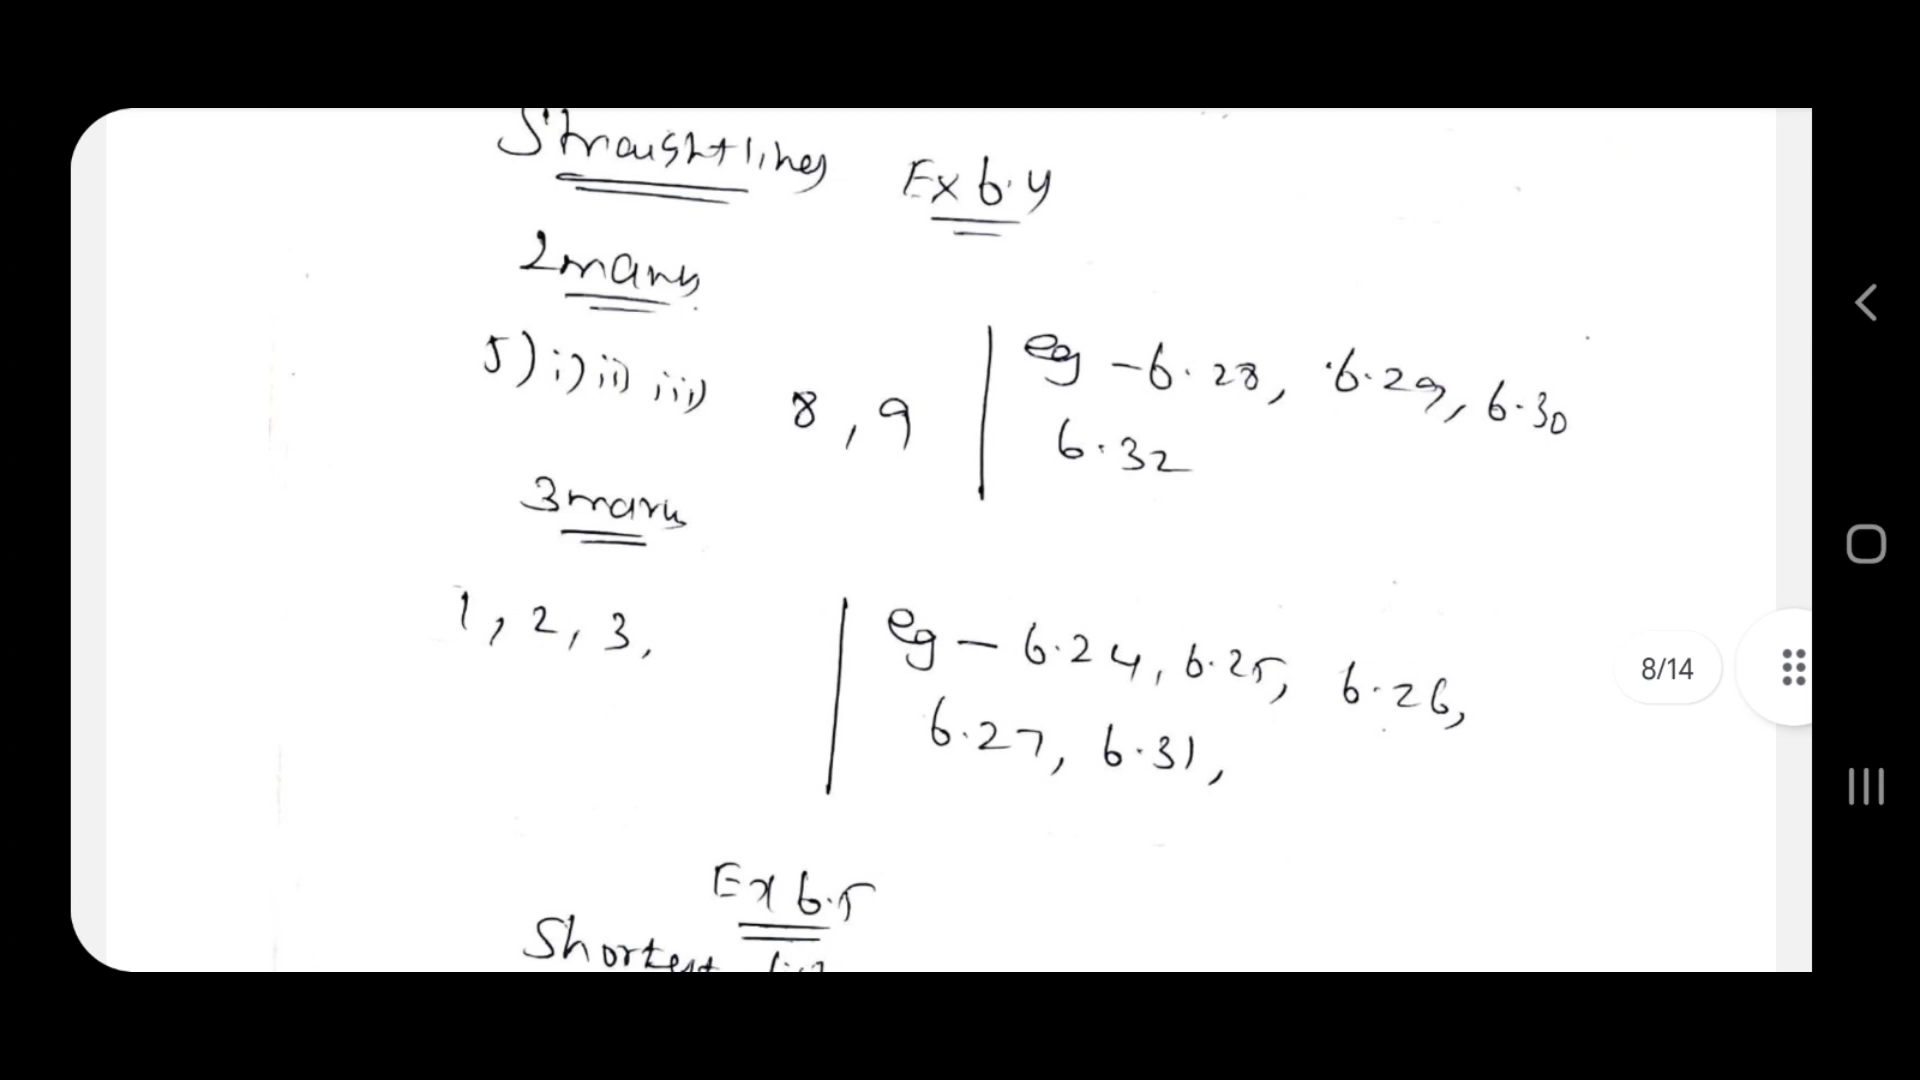 Straight lines Ex 6.4
2 marks
5) i) ii) iii) 8, 9 | eg - 6.28, 6.29, 6.30
6.32
3 marks
1, 2, 3, | eg - 6.24, 6.25, 6.26,
6.27, 6.31,
8/14
Ex 6.5
Shortest